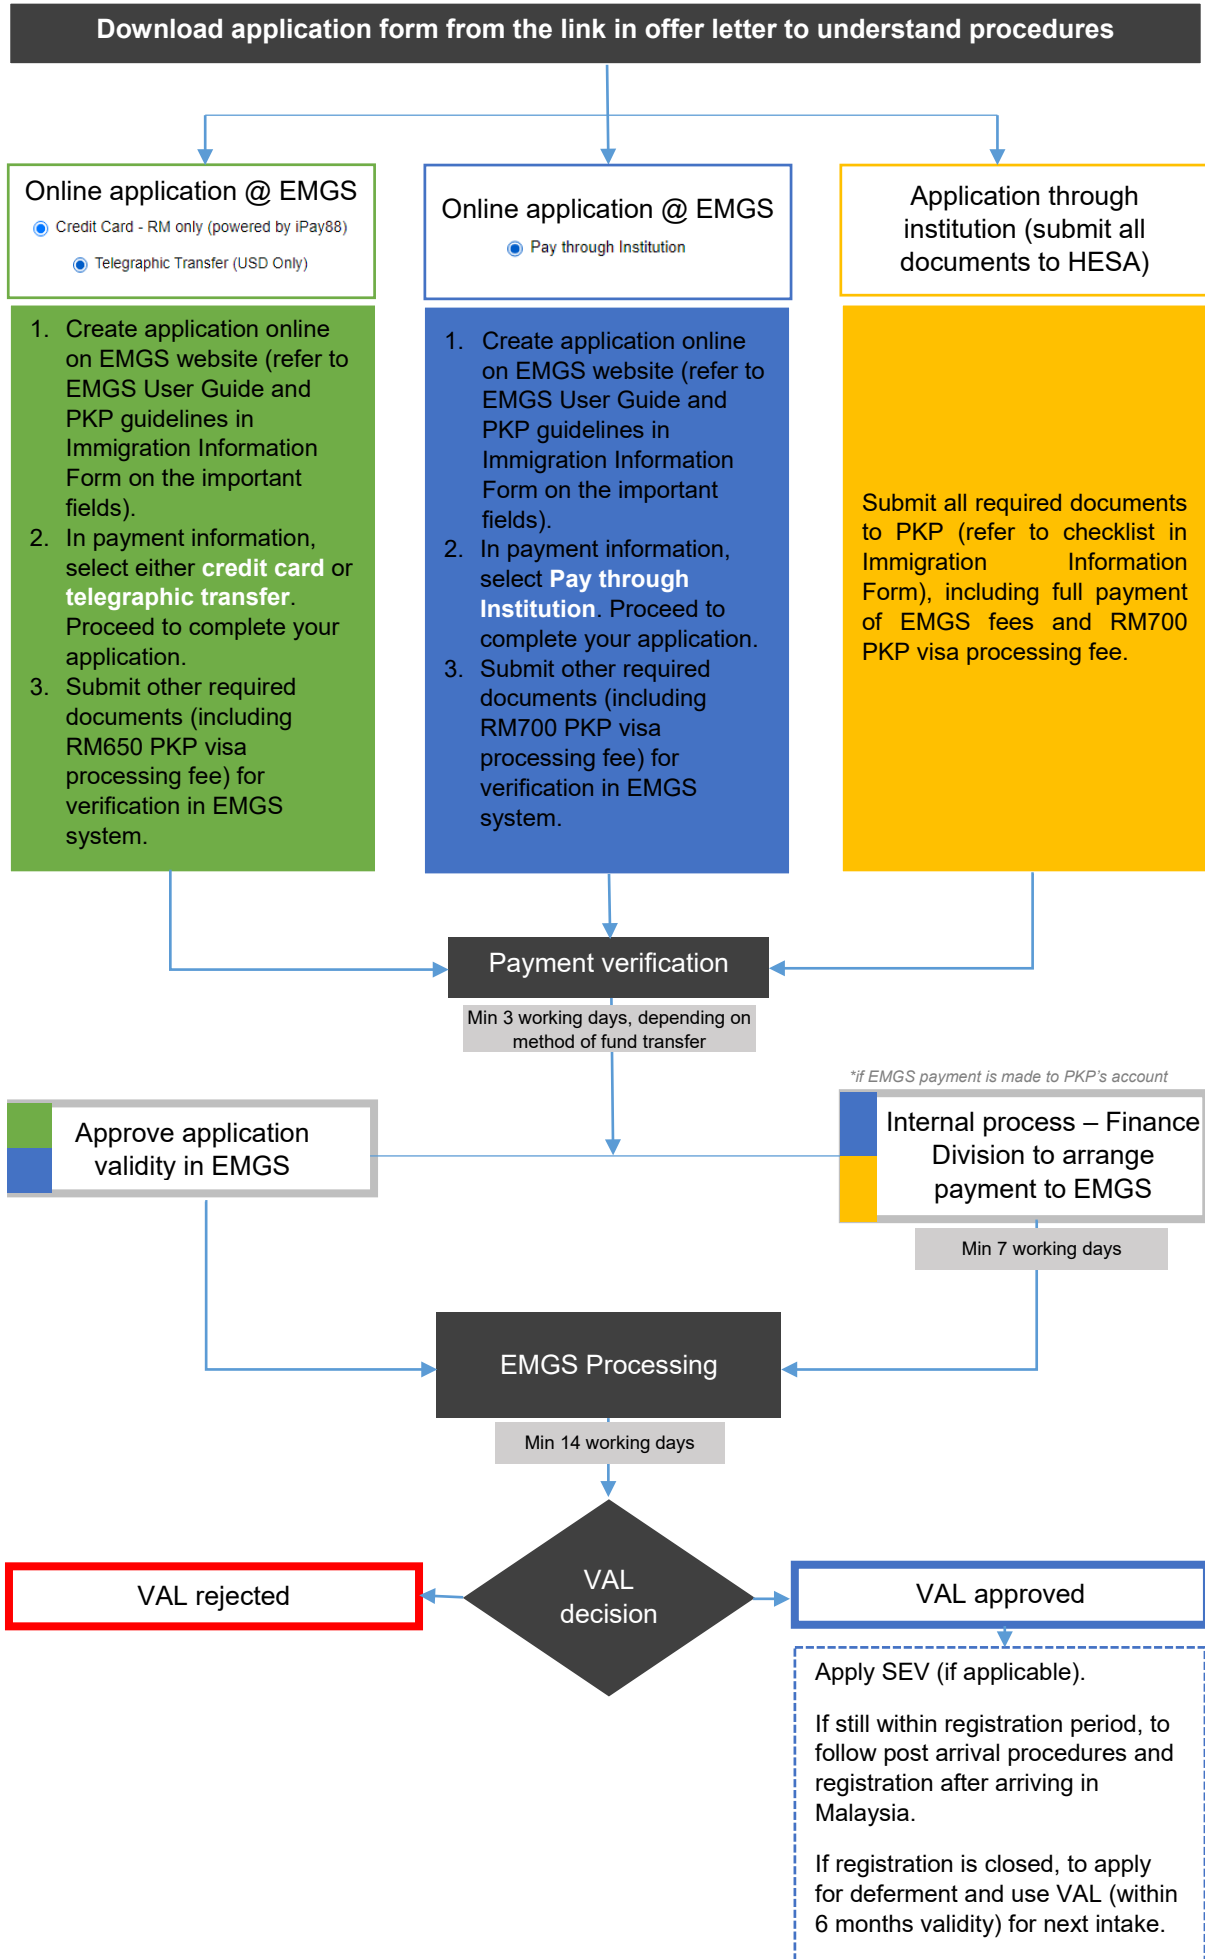 Download application form from the link in offer letter to understand procedures
Online application @ EMGS
Credit Card - RM only (powered by iPay88)
Telegraphic Transfer (USD Only)
1. Create application online
on EMGS website (refer to
EMGS User Guide and
PKP guidelines in
Immigration Information
Form on the important
fields).
2. In payment information,
select either credit card or
telegraphic transfer.
Proceed to complete your
application.
3. Submit other required
documents (including
RM650 PKP visa
processing fee) for
verification in EMGS
system.
Online application @ EMGS
Pay through Institution
1. Create application online
on EMGS website (refer to
EMGS User Guide and
PKP guidelines in
Immigration Information
Form on the important
fields).
2. In payment information,
select Pay through
Institution. Proceed to
complete your application.
3. Submit other required
documents (including
RM700 PKP visa
processing fee) for
verification in EMGS
system.
Application through
institution (submit all
documents to HESA)
Submit all required documents
to PKP (refer to checklist in
Immigration Information
Form), including full payment
of EMGS fees and RM700
PKP visa processing fee.
Payment verification
Min 3 working days, depending on
method of fund transfer
Approve application
validity in EMGS
*if EMGS payment is made to PKP's account
Internal process – Finance
Division to arrange
payment to EMGS
Min 7 working days
EMGS Processing
Min 14 working days
VAL
decision
VAL rejected
VAL approved
Apply SEV (if applicable).
If still within registration period, to
follow post arrival procedures and
registration after arriving in
Malaysia.
If registration is closed, to apply
for deferment and use VAL (within
6 months validity) for next intake.